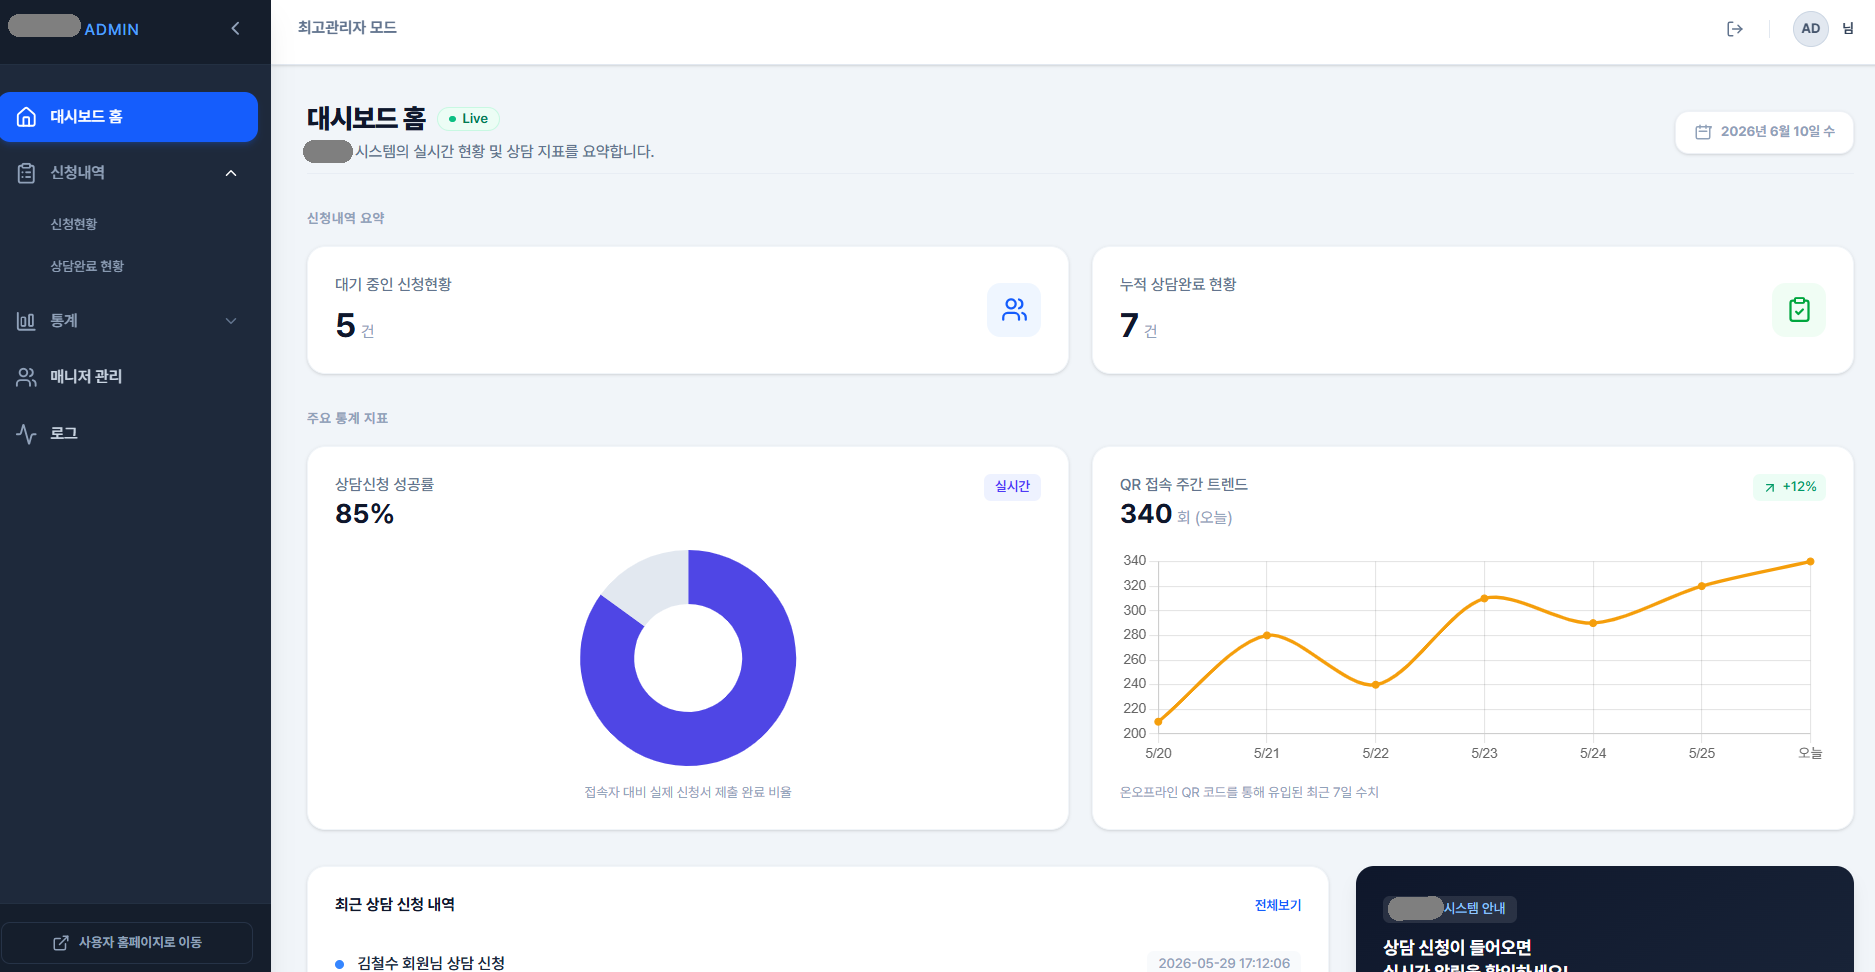 ADMIN
최고관리자 모드
AD 님
대시보드 홈
신청내역
신청현황
상담완료 현황
통계
매니저 관리
로그
사용자 홈페이지로 이동
대시보드 홈 Live
시스템의 실시간 현황 및 상담 지표를 요약합니다.
2026년 6월 10일 수
신청내역 요약
대기 중인 신청현황
5 건
누적 상담완료 현황
7 건
주요 통계 지표
상담신청 성공률
85%
실시간
접속자 대비 실제 신청서 제출 완료 비율
QR 접속 주간 트렌드
340 회 (오늘)
+12%
340
320
300
280
260
240
220
200
5/20 5/21 5/22 5/23 5/24 5/25 오늘
온오프라인 QR 코드를 통해 유입된 최근 7일 수치
최근 상담 신청 내역
전체보기
김철수 회원님 상담 신청
2026-05-29 17:12:06
시스템 안내
상담 신청이 들어오면
실시간 알림을 확인하세요!